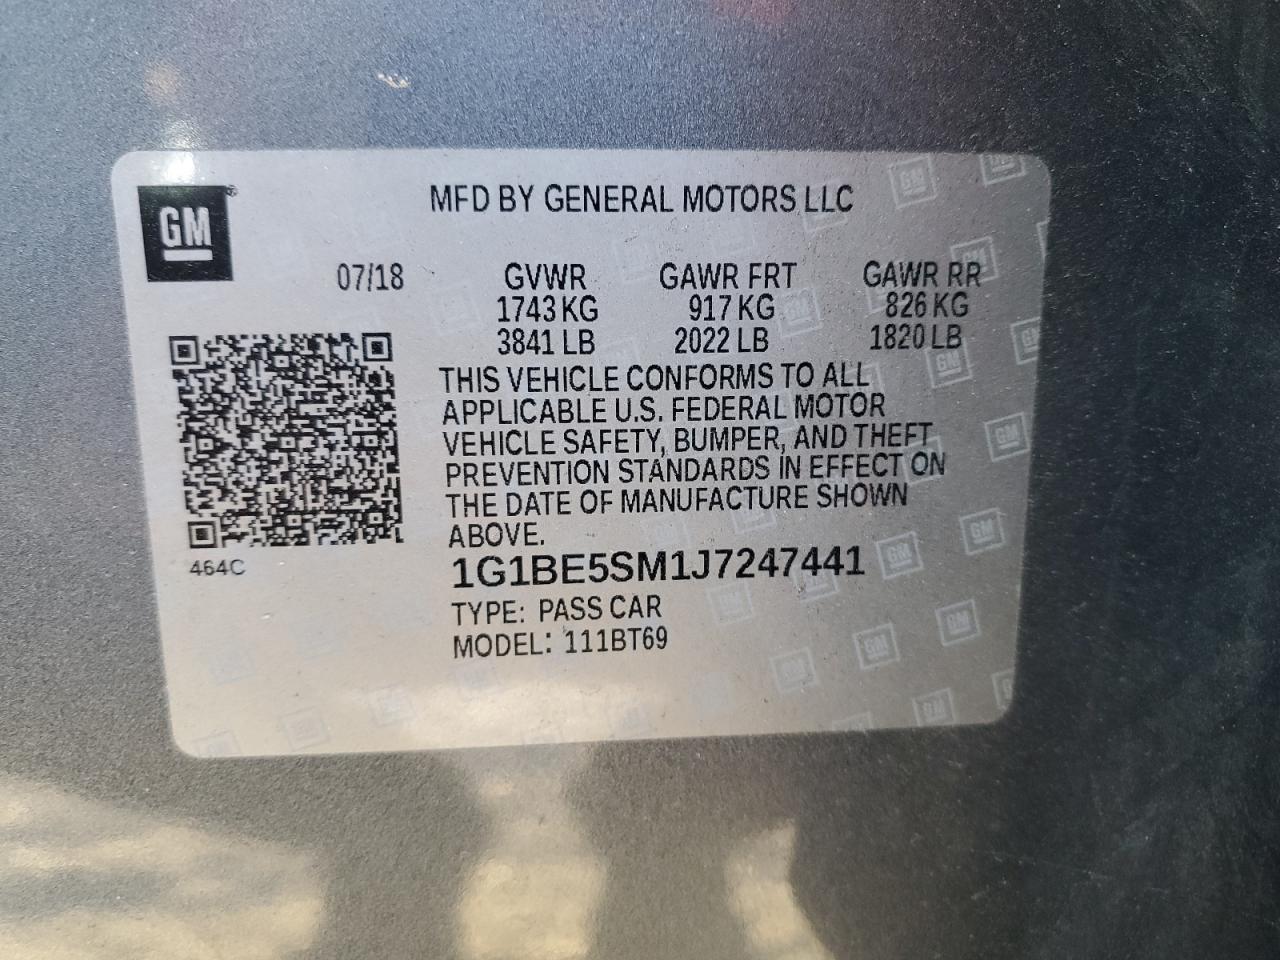 GM®
MFD BY GENERAL MOTORS LLC
07/18 GVWR GAWR FRT GAWR RR
1743 KG 917 KG 826 KG
3841 LB 2022 LB 1820 LB
THIS VEHICLE CONFORMS TO ALL
APPLICABLE U.S. FEDERAL MOTOR
VEHICLE SAFETY, BUMPER, AND THEFT
PREVENTION STANDARDS IN EFFECT ON
THE DATE OF MANUFACTURE SHOWN
ABOVE.
464C
1G1BE5SM1J7247441
TYPE: PASS CAR
MODEL: 111BT69